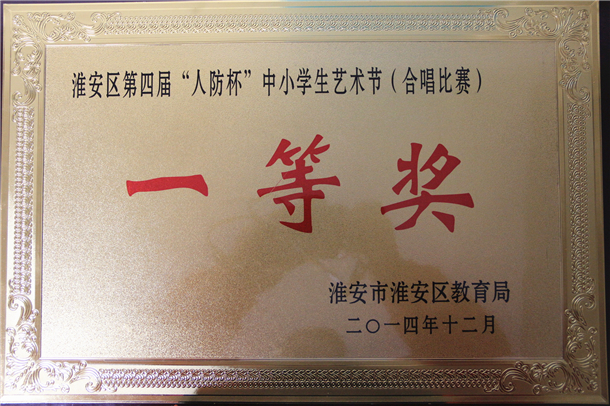 淮安区第四届“人防杯”中小学生艺术节(合唱比赛)
一等奖
淮安市淮安区教育局
二〇一四年十二月